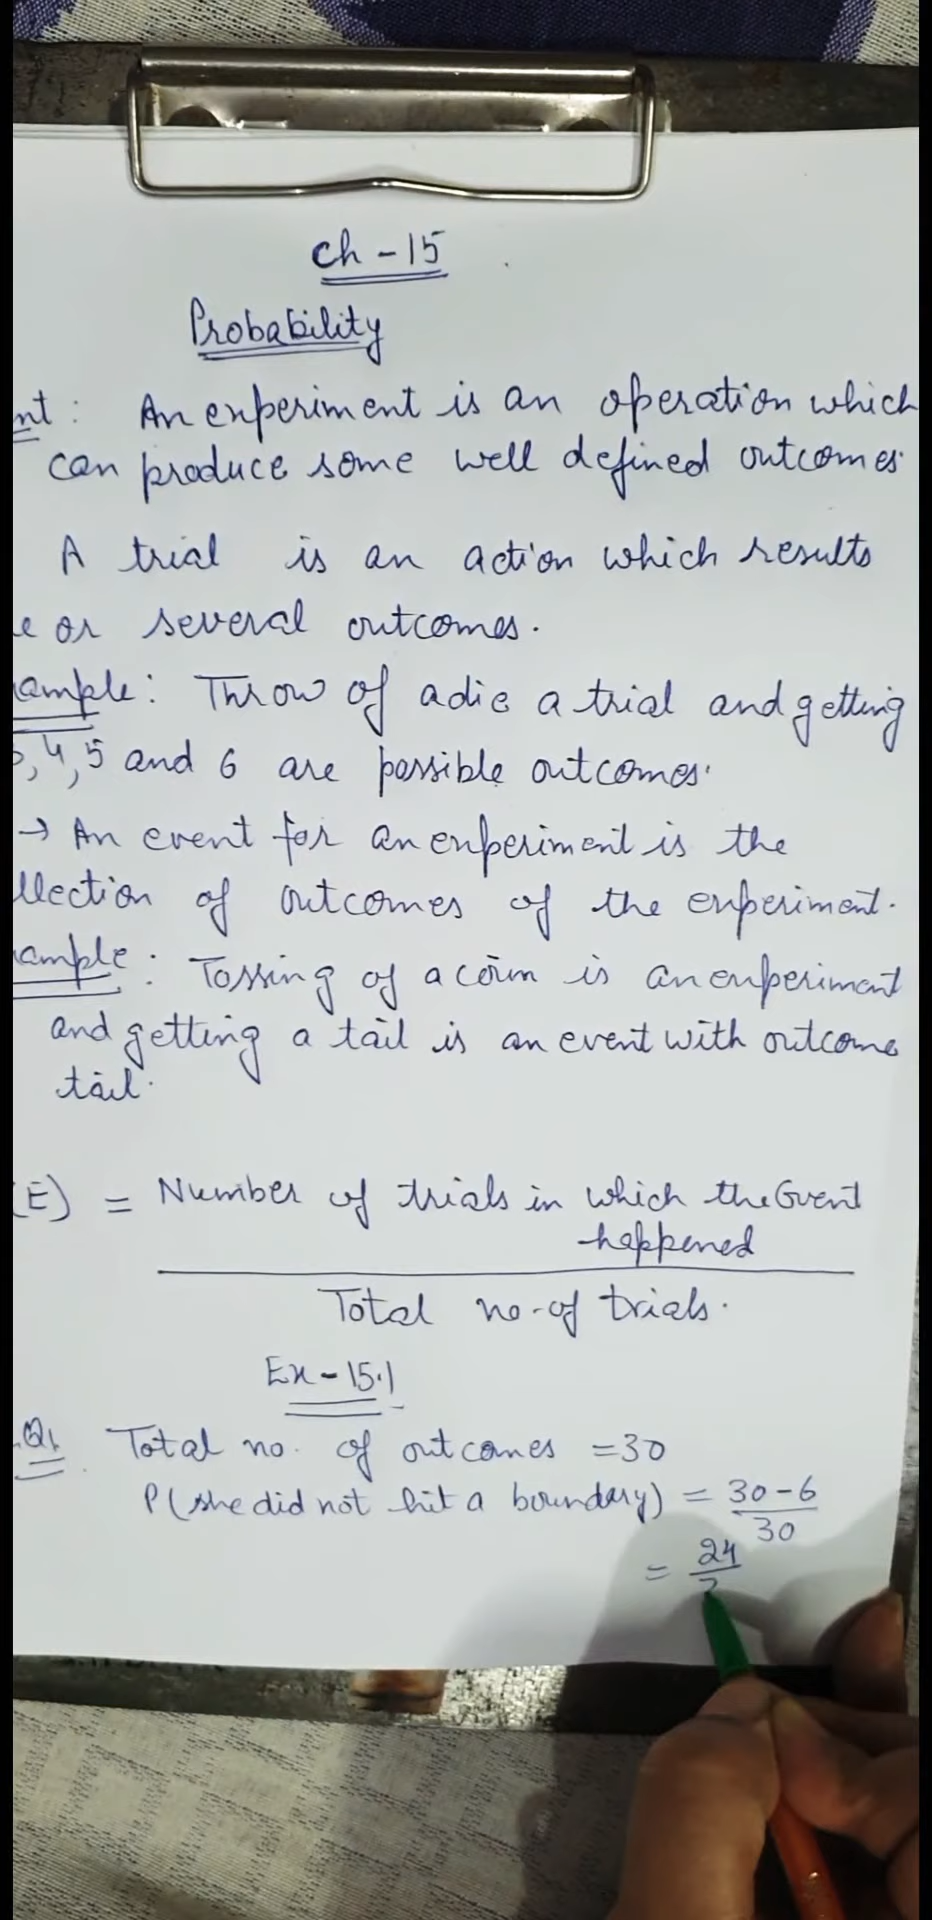 Ch-15
Probability
nt: An experiment is an operation which
can produce some well defined outcomes.
A trial is an action which results
e or several outcomes.
ample: Throw of a die a trial and getting
3,4,5 and 6 are possible outcomes.
→ An event for an experiment is the
llection of outcomes of the experiment.
ample: Tossing of a coin is an experiment
and getting a tail is an event with outcome
tail.
(E) = Number of trials in which the Event
happened
Total no. of trials.
Ex-15.1
Q1. Total no. of outcomes =30
P(she did not hit a boundary) = 30-6
30
= 24